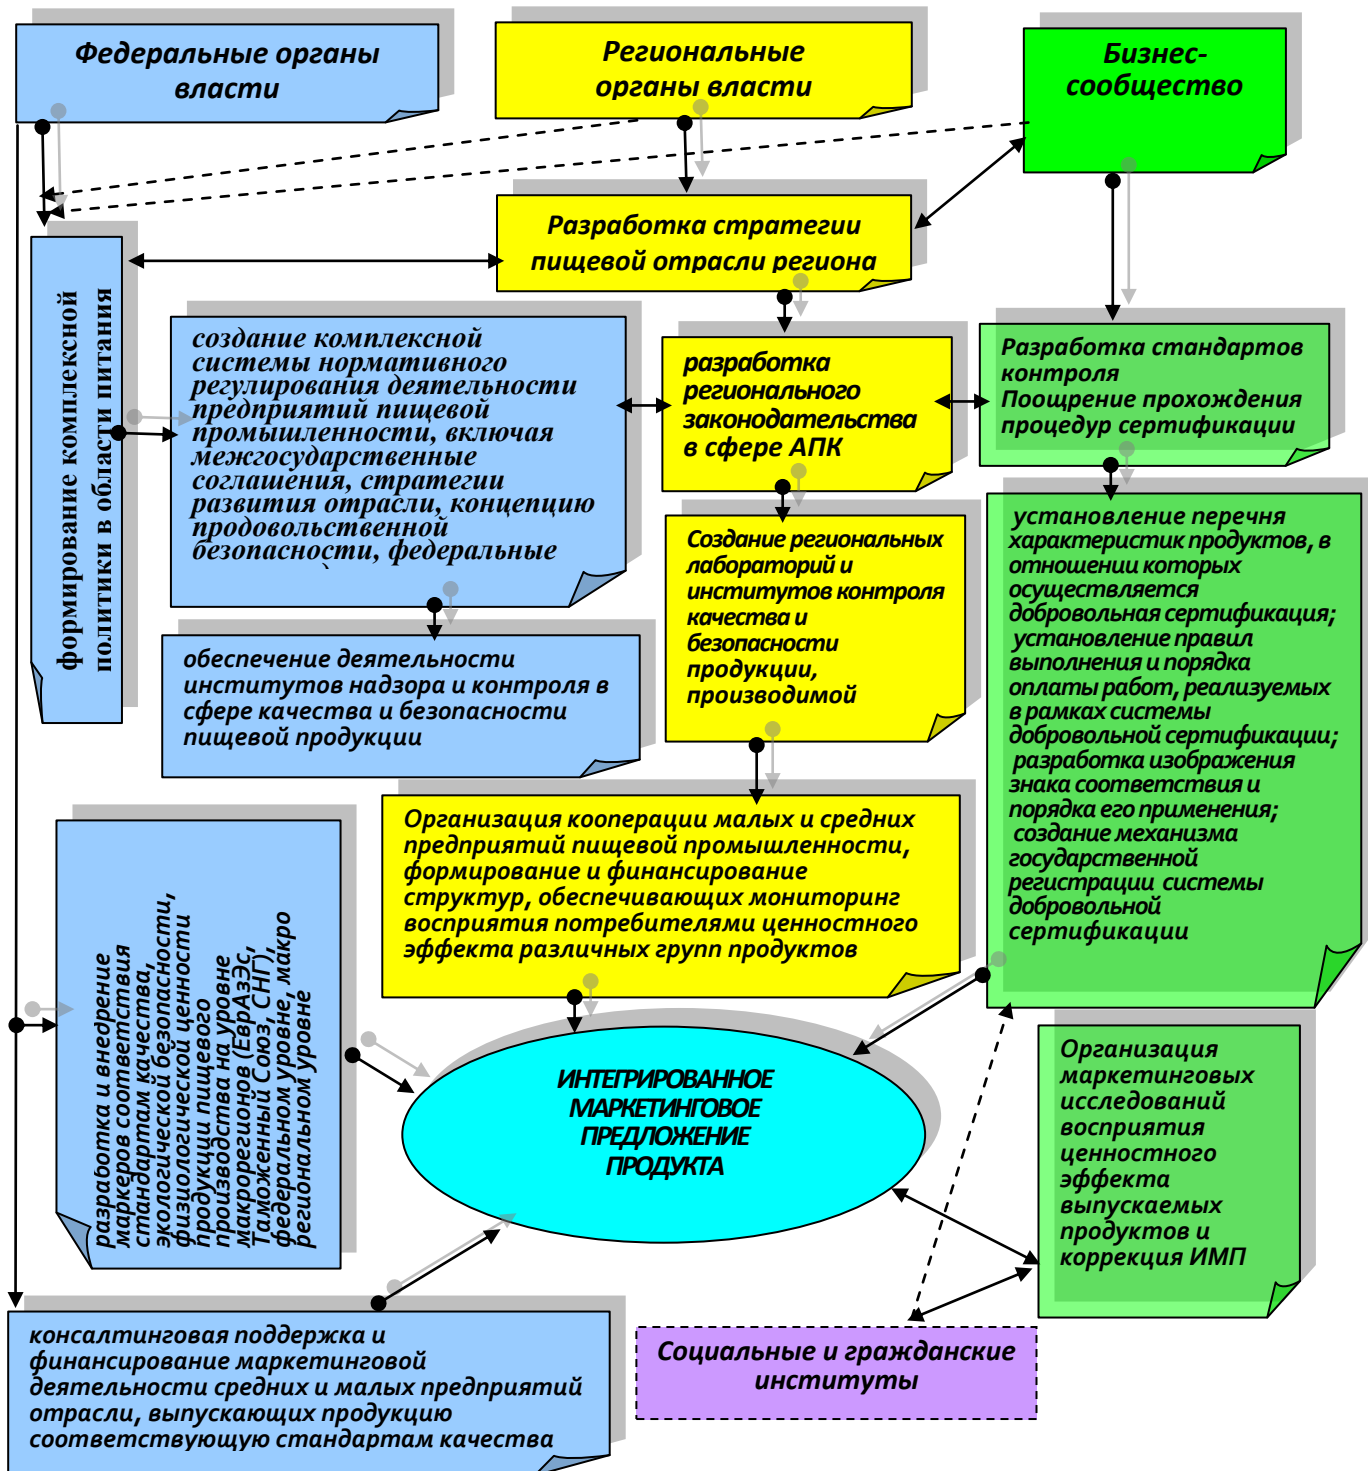 Федеральные органы
власти
Региональные
органы власти
Бизнес-
сообщество
Разработка стратегии
пищевой отрасли региона
формирование комплексной
политики в области питания
создание комплексной
системы нормативного
регулирования деятельности
предприятий пищевой
промышленности, включая
межгосударственные
соглашения, стратегии
развития отрасли, концепцию
продовольственной
безопасности, федеральные
разработка
регионального
законодательства
в сфере АПК
Разработка стандартов
контроля
Поощрение прохождения
процедур сертификации
Создание региональных
лабораторий и
институтов контроля
качества и
безопасности
продукции,
производимой
установление перечня
характеристик продуктов, в
отношении которых
осуществляется
добровольная сертификация;
установление правил
выполнения и порядка
оплаты работ, реализуемых
в рамках системы
добровольной сертификации;
разработка изображения
знака соответствия и
порядка его применения;
создание механизма
государственной
регистрации системы
добровольной
сертификации
обеспечение деятельности
институтов надзора и контроля в
сфере качества и безопасности
пищевой продукции
Организация кооперации малых и средних
предприятий пищевой промышленности,
формирование и финансирование
структур, обеспечивающих мониторинг
восприятия потребителями ценностного
эффекта различных групп продуктов
разработка и внедрение
маркеров соответствия
стандартам качества,
экологической безопасности,
физиологической ценности
продукци пищевого
производства на уровне
макрорегионов (ЕврАзЭс,
Таможенный Союз, СНГ),
федеральном уровне, макро
региональном уровне
ИНТЕГРИРОВАННОЕ
МАРКЕТИНГОВОЕ
ПРЕДЛОЖЕНИЕ
ПРОДУКТА
Организация
маркетинговых
исследований
восприятия
ценностного
эффекта
выпускаемых
продуктов и
коррекция ИМП
консалтинговая поддержка и
финансирование маркетинговой
деятельности средних и малых предприятий
отрасли, выпускающих продукцию
соответствующую стандартам качества
Социальные и гражданские
институты